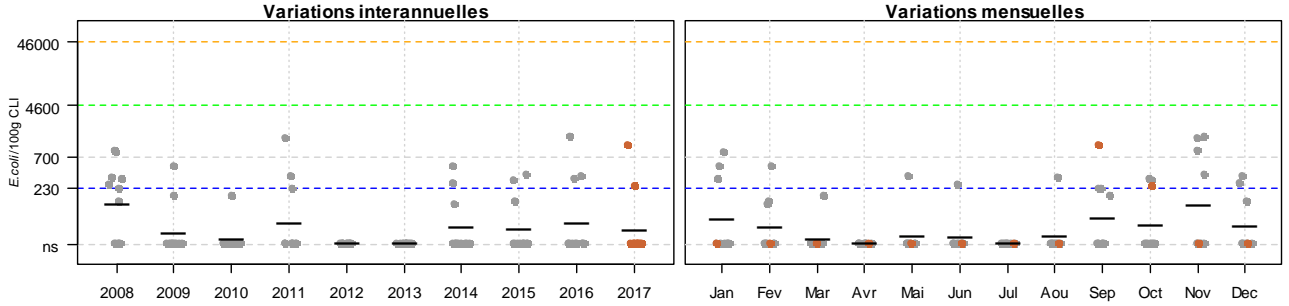 Variations interannuelles
Variations mensuelles
46000
4600
700
230
ns
E.coli/100g CLI
2008 2009 2010 2011 2012 2013 2014 2015 2016 2017
Jan Fev Mar Avr Mai Jun Jul Aou Sep Oct Nov Dec